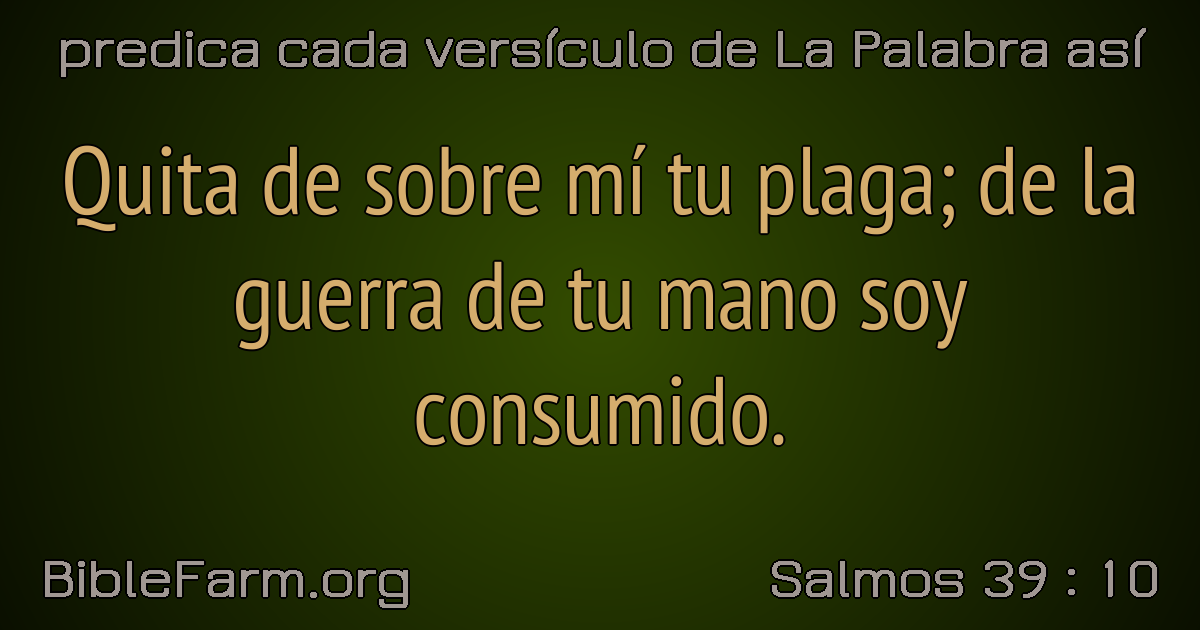 predica cada versículo de La Palabra así
Quita de sobre mí tu plaga; de la
guerra de tu mano soy
consumido.
BibleFarm.org
Salmos 39 : 10